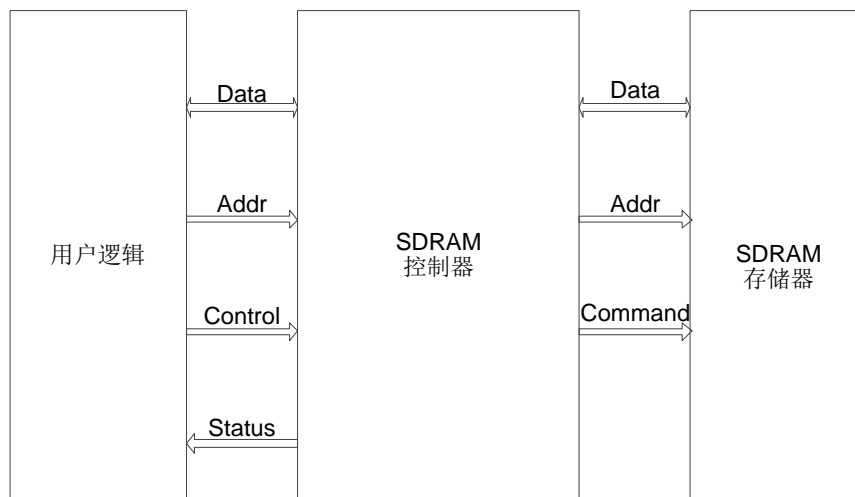 Data
Data
Addr
Addr
用户逻辑
SDRAM
控制器
SDRAM
存储器
Control
Command
Status